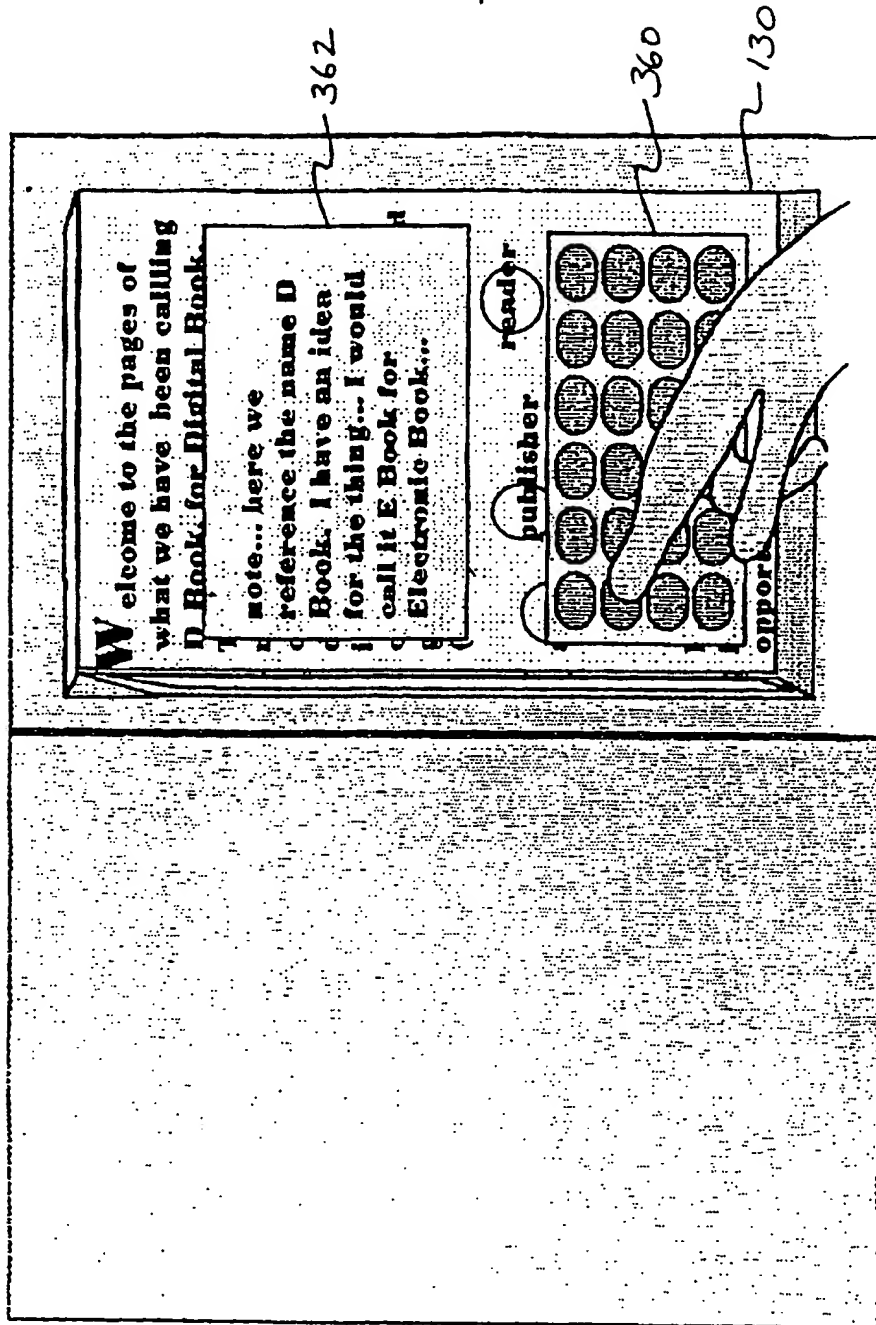 Welcome to the pages of
what we have been callling
D Book, for Digital Book.
note... here we
reference the name D
Book. I have an idea
for the thing... I would
call it E Book for
Electronic Book...
publisher reader
opport
362
360
130